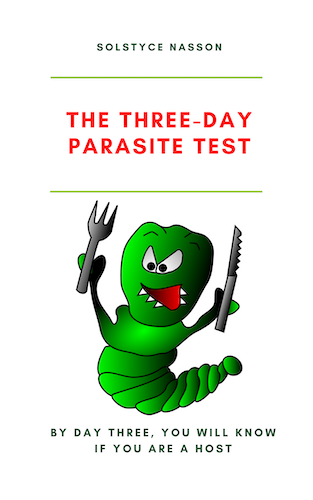 SOLSTYCE NASSON
THE THREE-DAY
PARASITE TEST
BY DAY THREE, YOU WILL KNOW
IF YOU ARE A HOST